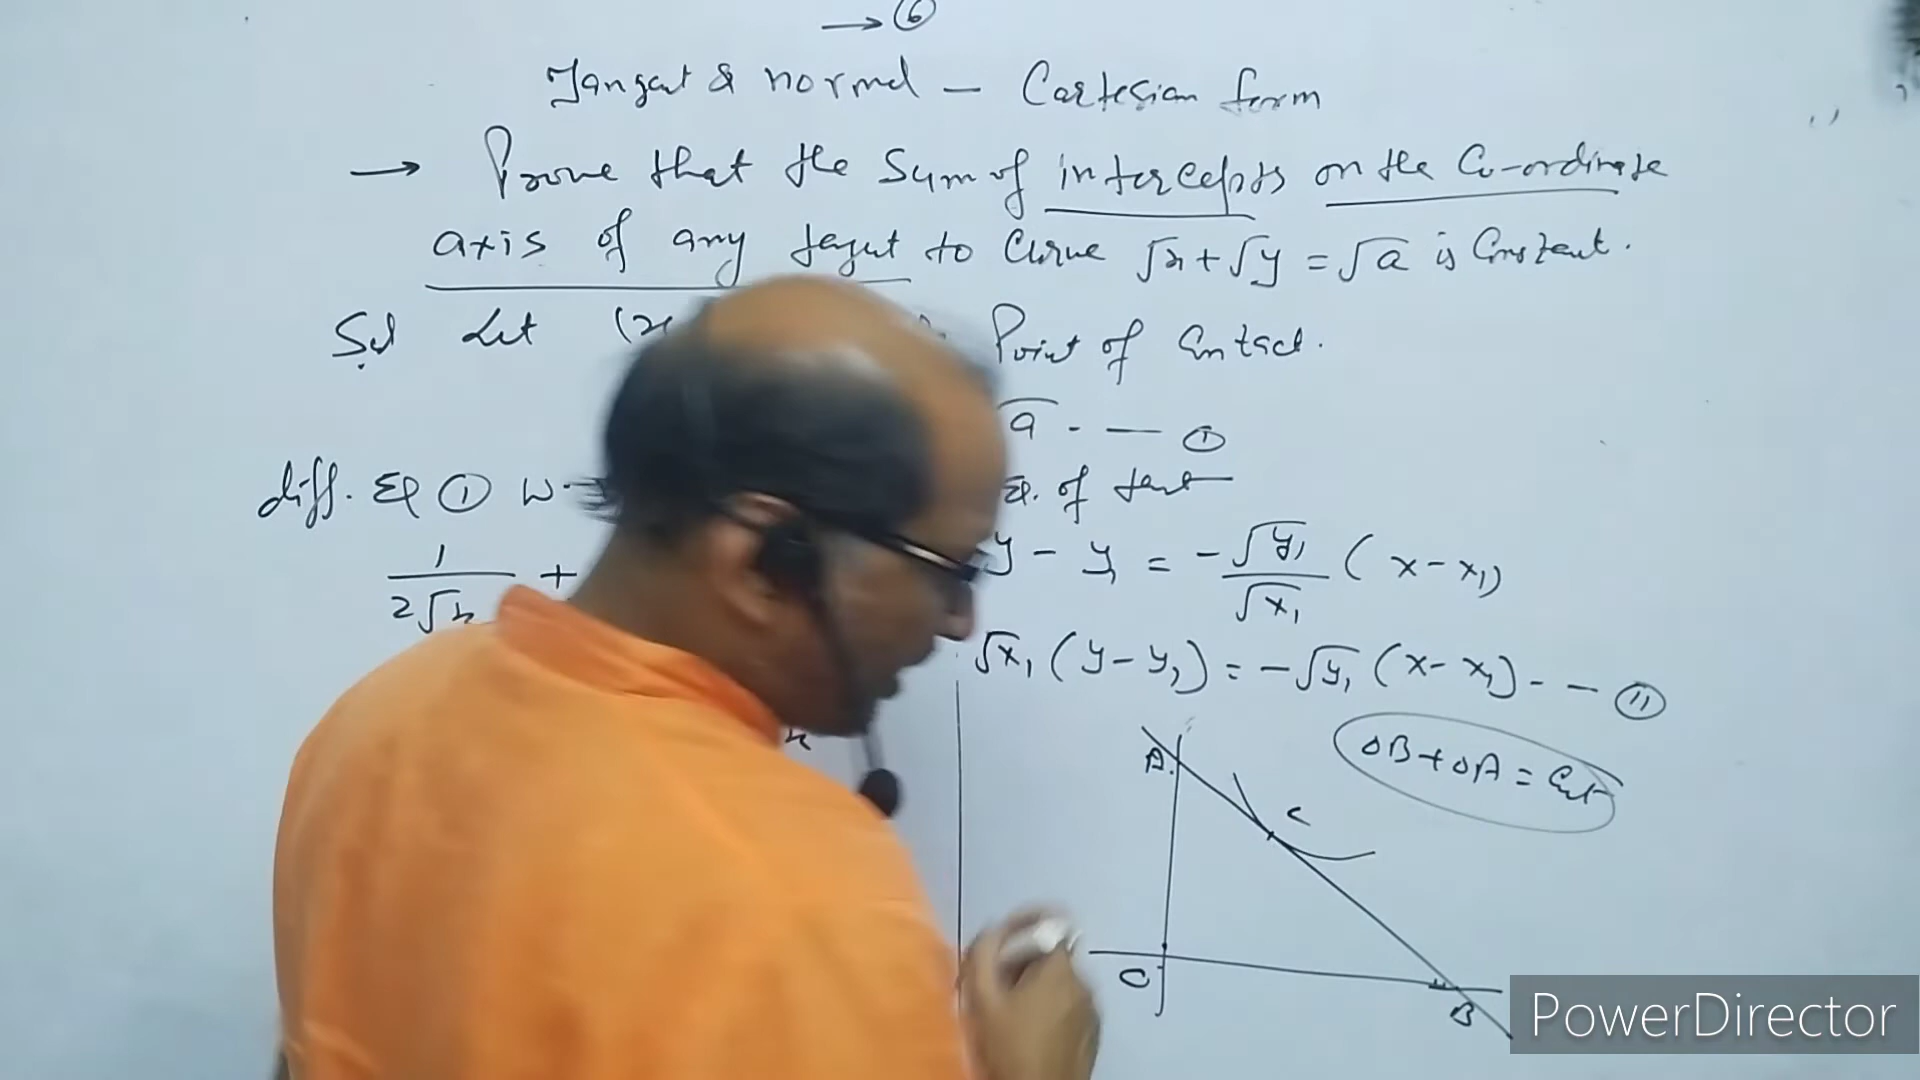 → ⑥
Tangent & normal — Cartesian form
→ Prove that the Sum of intercepts on the Co-ordinate
axis of any tangent to Curve √x + √y = √a is Constant.
Sol Let (x Point of Contact.
√a - — ①
diff. Eq ① w
Eq. of tant
1/2√x +
y - y₁ = -√y₁/√x₁ (x - x₁)
√x₁ (y - y₁) = -√y₁ (x - x₁) - - ⑪
OB + OA = Cnst
A
C
O
B
PowerDirector